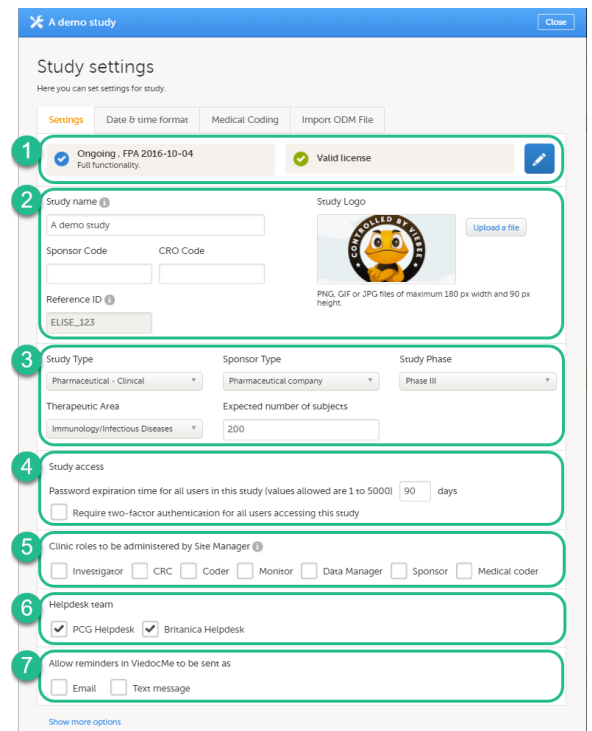 A demo study
Close
Study settings
Here you can set settings for study.
Settings
Date & time format
Medical Coding
Import ODM File
1
Ongoing , FPA 2016-10-04
Full functionality.
Valid license
2
Study name
A demo study
Sponsor Code
CRO Code
Reference ID
ELISE_123
Study Logo
CONTROLLED BY VIEBEE
Upload a file
PNG, GIF or JPG files of maximum 180 px width and 90 px
height.
3
Study Type
Sponsor Type
Study Phase
Pharmaceutical - Clinical
Pharmaceutical company
Phase III
Therapeutic Area
Expected number of subjects
Immunology/Infectious Diseases
200
4
Study access
Password expiration time for all users in this study (values allowed are 1 to 5000) 90 days
Require two-factor authentication for all users accessing this study
5
Clinic roles to be administered by Site Manager
Investigator CRC Coder Monitor Data Manager Sponsor Medical coder
6
Helpdesk team
PCG Helpdesk Britanica Helpdesk
7
Allow reminders in ViedocMe to be sent as
Email Text message
Show more options